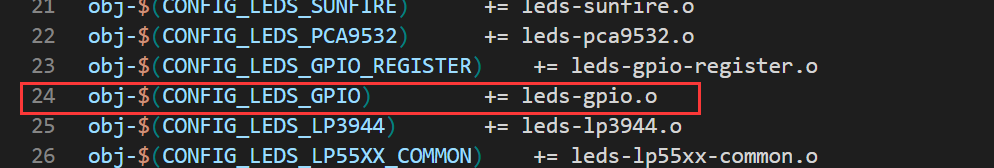 21 obj-$(CONFIG_LEDS_SUNFIRE) += leds-sunfire.o
22 obj-$(CONFIG_LEDS_PCA9532) += leds-pca9532.o
23 obj-$(CONFIG_LEDS_GPIO_REGISTER) += leds-gpio-register.o
24 obj-$(CONFIG_LEDS_GPIO) += leds-gpio.o
25 obj-$(CONFIG_LEDS_LP3944) += leds-lp3944.o
26 obj-$(CONFIG_LEDS_LP55XX_COMMON) += leds-lp55xx-common.o